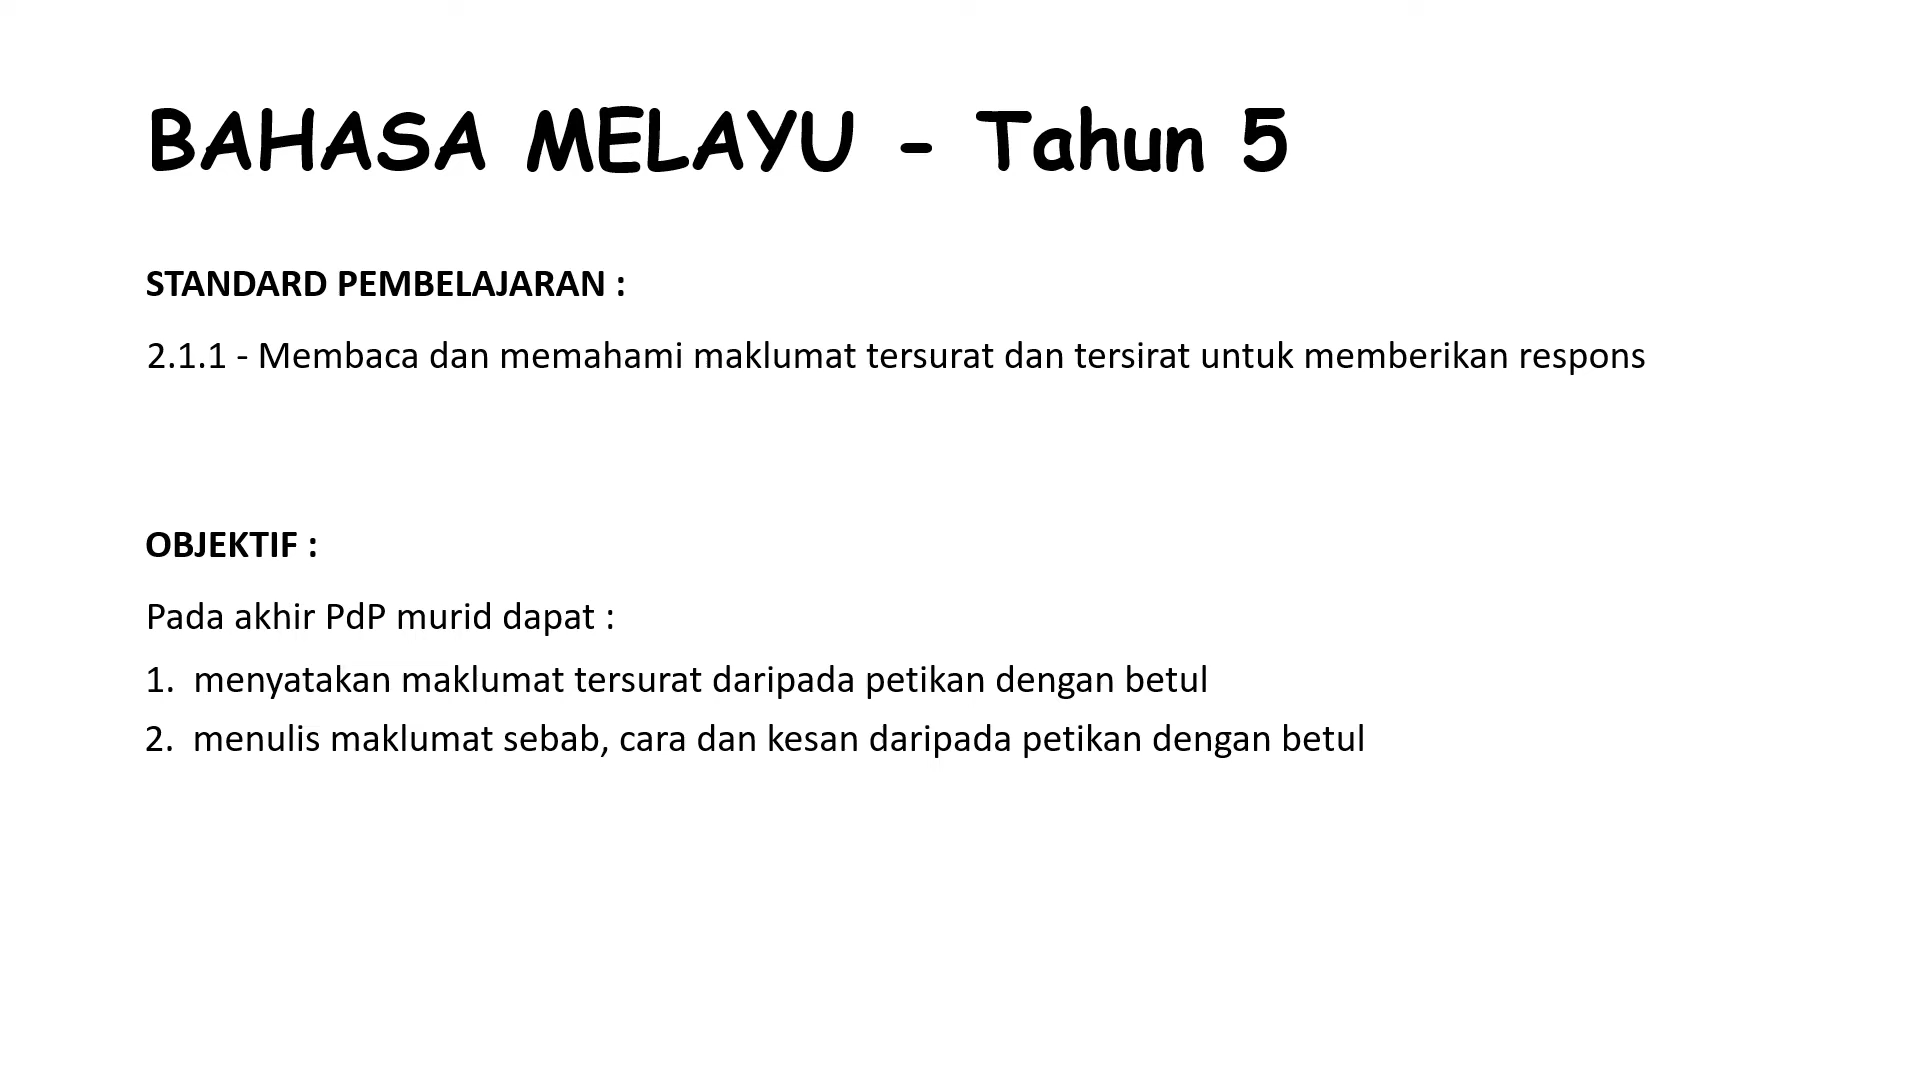 BAHASA MELAYU - Tahun 5
STANDARD PEMBELAJARAN :
2.1.1 - Membaca dan memahami maklumat tersurat dan tersirat untuk memberikan respons
OBJEKTIF :
Pada akhir PdP murid dapat :
1. menyatakan maklumat tersurat daripada petikan dengan betul
2. menulis maklumat sebab, cara dan kesan daripada petikan dengan betul